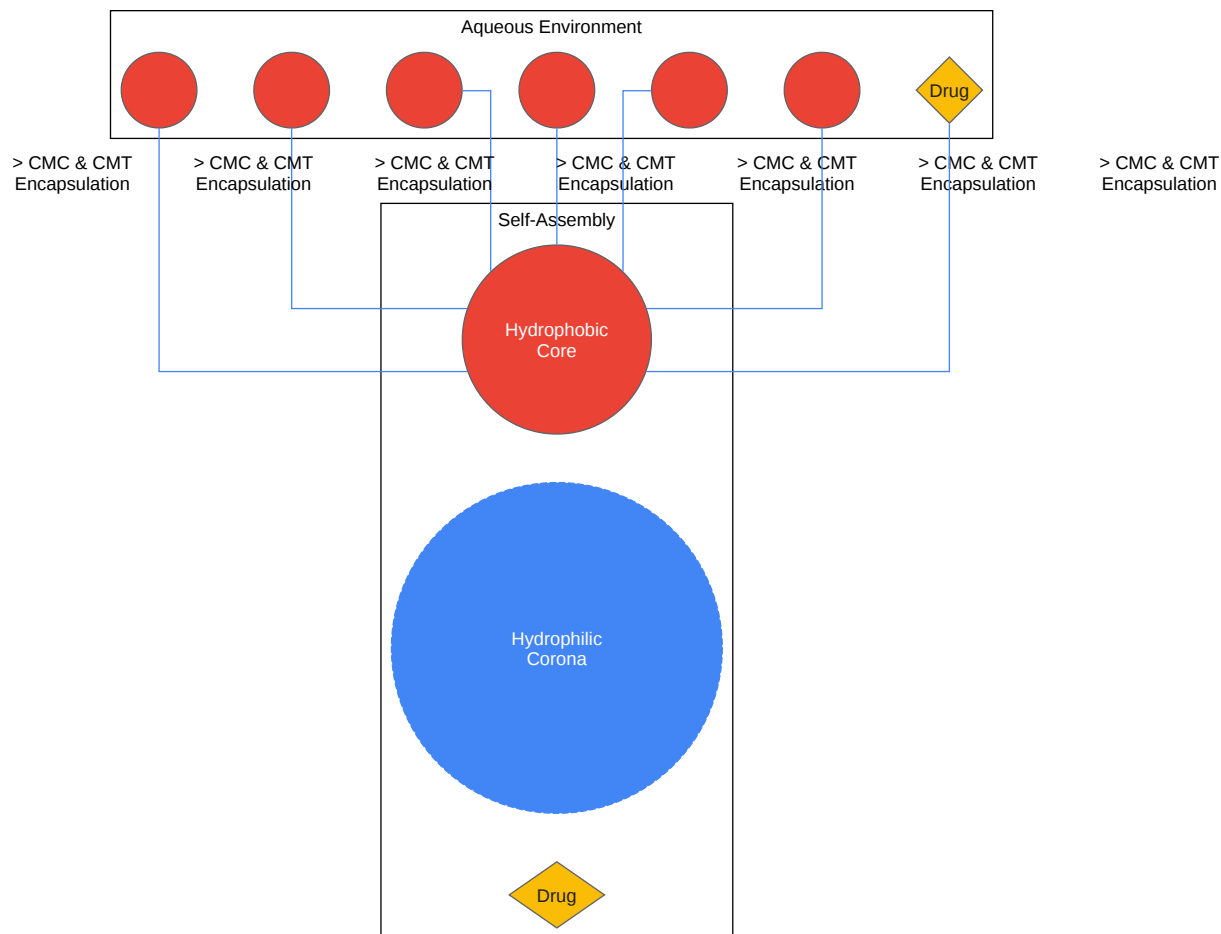 Aqueous Environment
Drug
> CMC & CMT > CMC & CMT > CMC & CMT > CMC & CMT > CMC & CMT > CMC & CMT > CMC & CMT
Encapsulation Encapsulation Encapsulation Encapsulation Encapsulation Encapsulation Encapsulation
Self-Assembly
Hydrophobic
Core
Hydrophilic
Corona
Drug